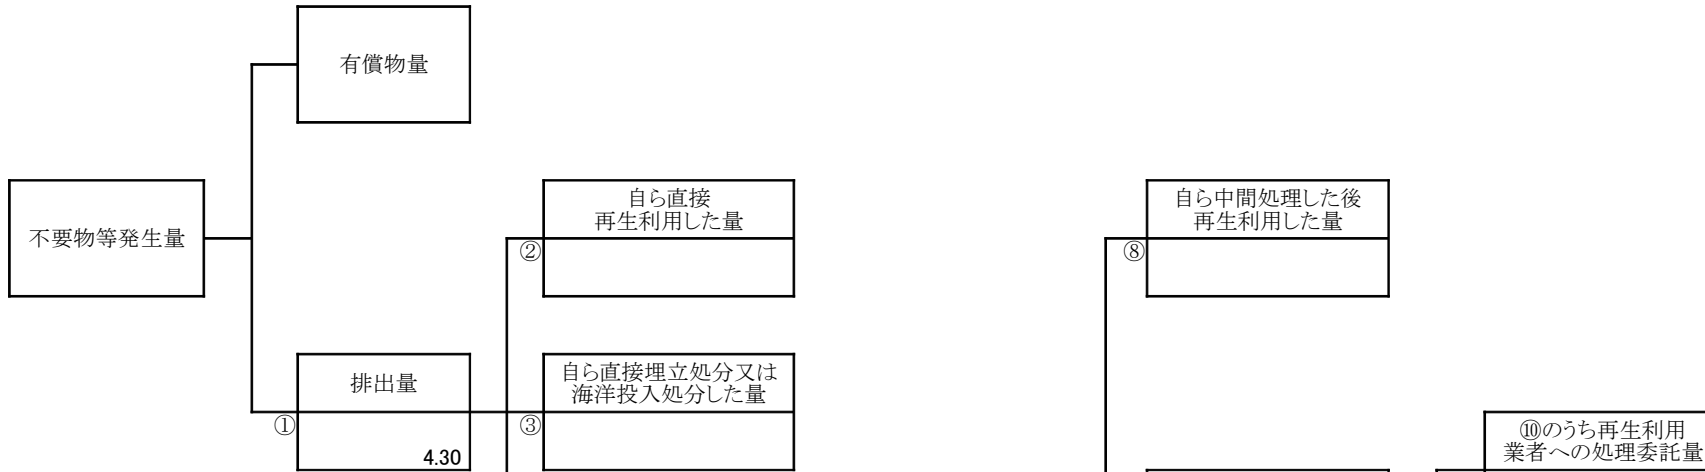 有償物量
不要物等発生量
自ら直接
再生利用した量
②
自ら中間処理した後
再生利用した量
⑧
排出量
①
4.30
自ら直接埋立処分又は
海洋投入処分した量
③
⑩のうち再生利用
業者への処理委託量